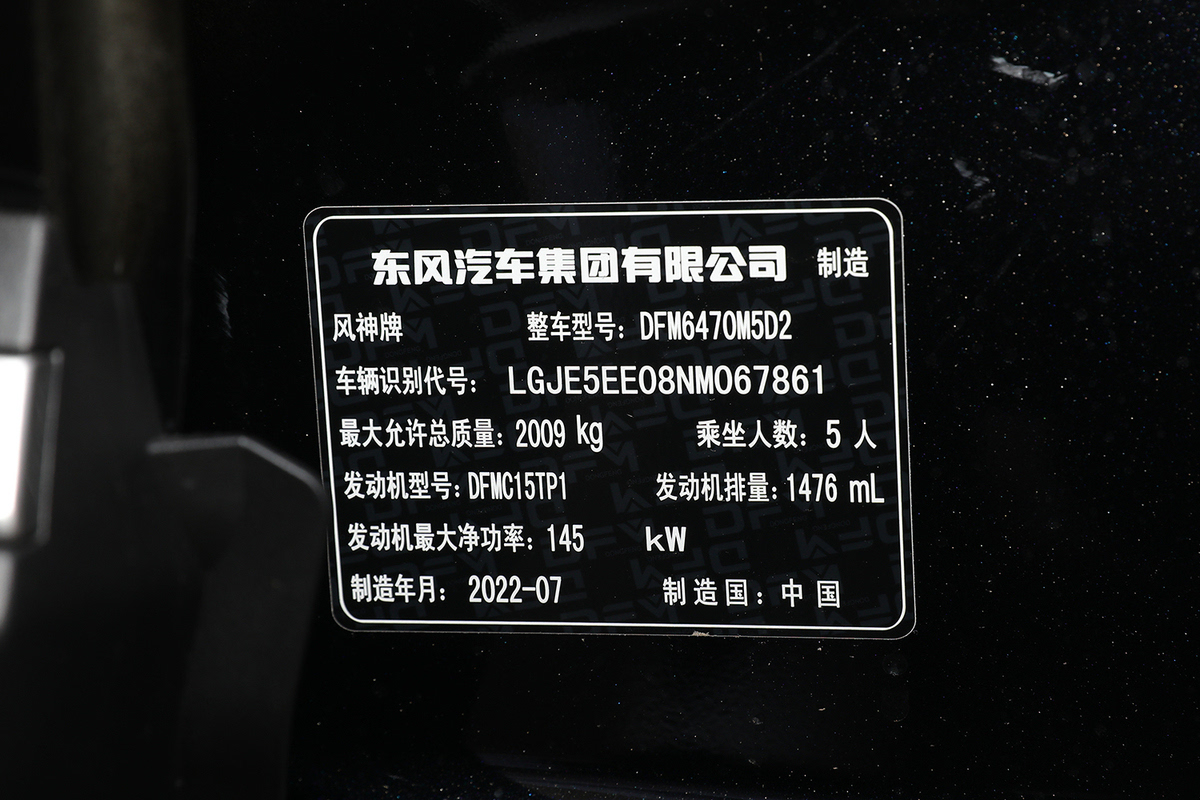 东风汽车集团有限公司 制造
风神牌 整车型号：DFM6470M5D2
车辆识别代号： LGJE5EE08NM067861
最大允许总质量：2009 kg 乘坐人数：5 人
发动机型号：DFMC15TP1 发动机排量：1476 mL
发动机最大净功率：145 kW
制造年月： 2022-07 制造国：中国